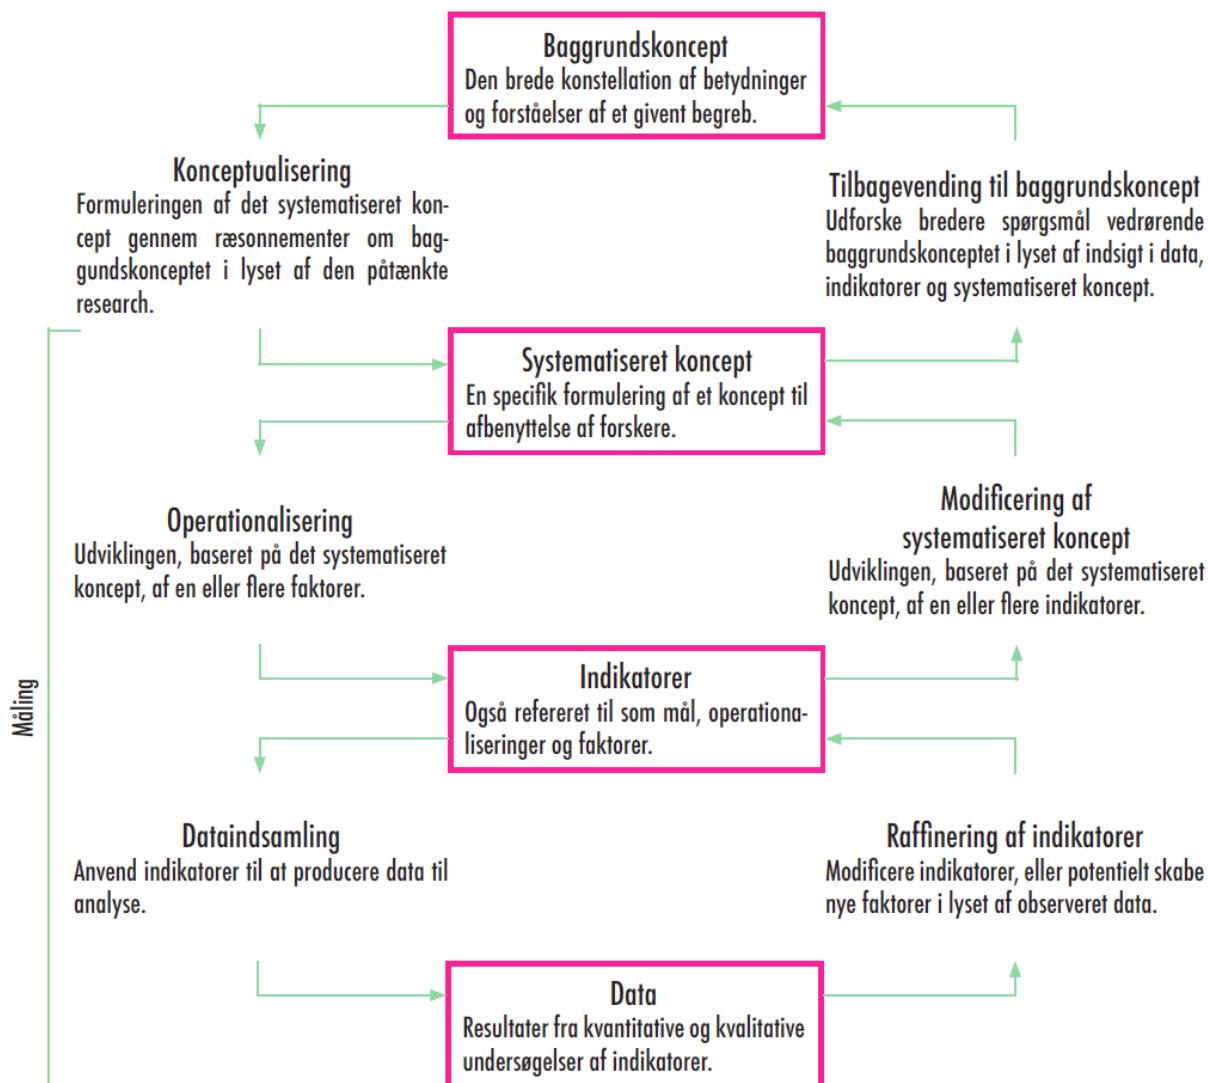 Baggrundskoncept
Den brede konstellation af betydninger
og forståelser af et givent begreb.
Konceptualisering
Formuleringen af det systematiseret kon-
cept gennem ræsonnementer om bag-
gundskonceptet i lyset af den påtænkte
research.
Tilbagevending til baggrundskoncept
Udforske bredere spørgsmål vedrørende
baggrundskonceptet i lyset af indsigt i data,
indikatorer og systematiseret koncept.
Systematiseret koncept
En specifik formulering af et koncept til
afbenyttelse af forskere.
Operationalisering
Udviklingen, baseret på det systematiseret
koncept, af en eller flere faktorer.
Modificering af
systematiseret koncept
Udviklingen, baseret på det systematiseret
koncept, af en eller flere indikatorer.
Måling
Indikatorer
Også refereret til som mål, operationa-
liseringer og faktorer.
Dataindsamling
Anvend indikatorer til at producere data til
analyse.
Raffinering af indikatorer
Modificere indikatorer, eller potentielt skabe
nye faktorer i lyset af observeret data.
Data
Resultater fra kvantitative og kvalitative
undersøgelser af indikatorer.